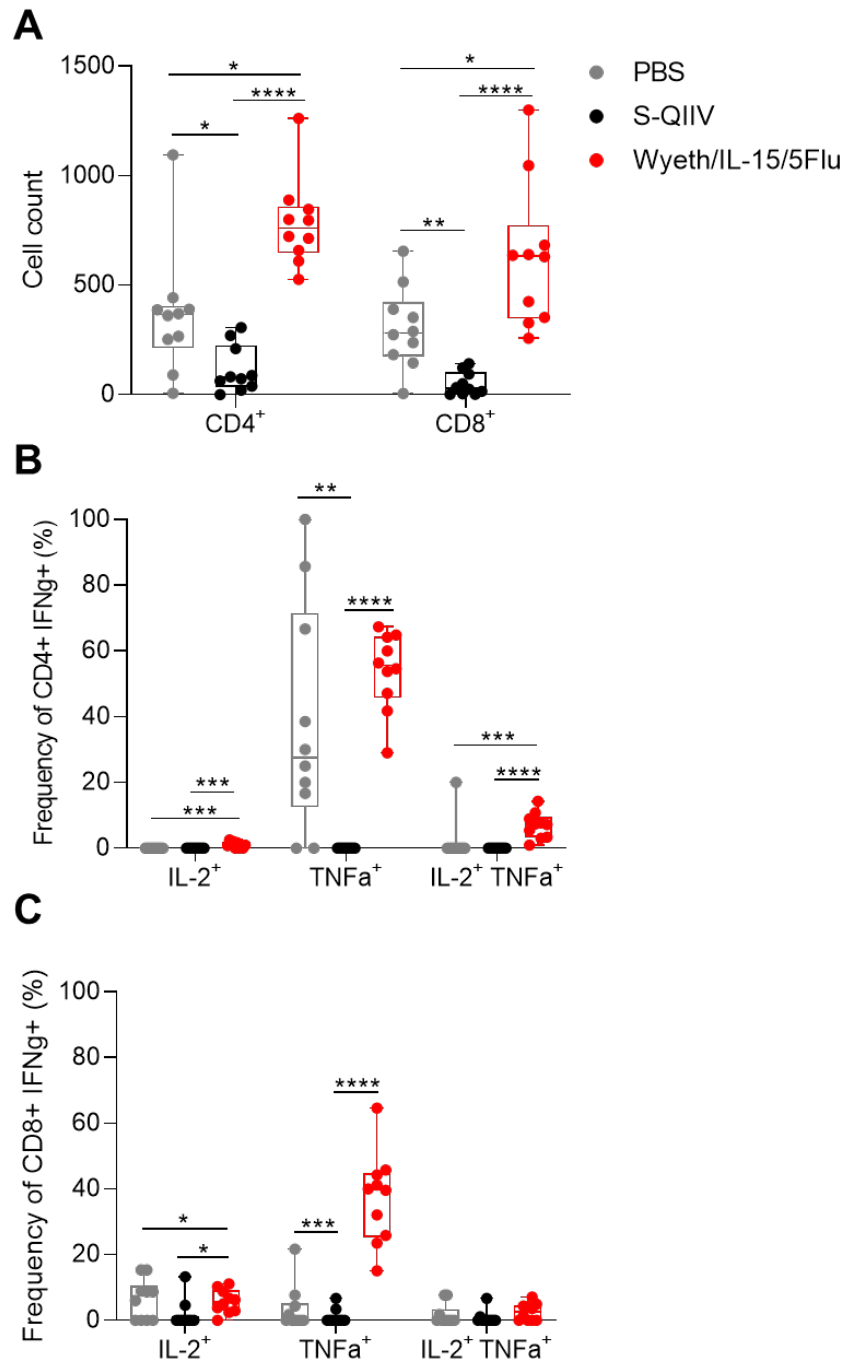 A
1500
1000
500
0
Cell count
*
****
*
*
****
**
CD4+
CD8+
PBS
S-QIIV
Wyeth/IL-15/5Flu
B
100
80
60
40
20
0
Frequency of CD4+ IFNg+ (%)
**
****
***
***
***
****
IL-2+
TNFa+
IL-2+ TNFa+
C
100
80
60
40
20
0
Frequency of CD8+ IFNg+ (%)
****
***
*
*
IL-2+
TNFa+
IL-2+ TNFa+